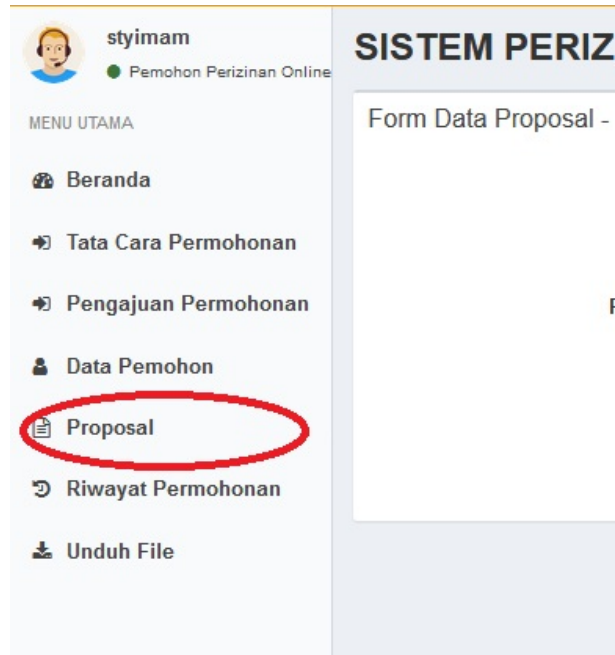 styimam
Pemohon Perizinan Online
MENU UTAMA
Beranda
Tata Cara Permohonan
Pengajuan Permohonan
Data Pemohon
Proposal
Riwayat Permohonan
Unduh File
SISTEM PERIZ
Form Data Proposal -